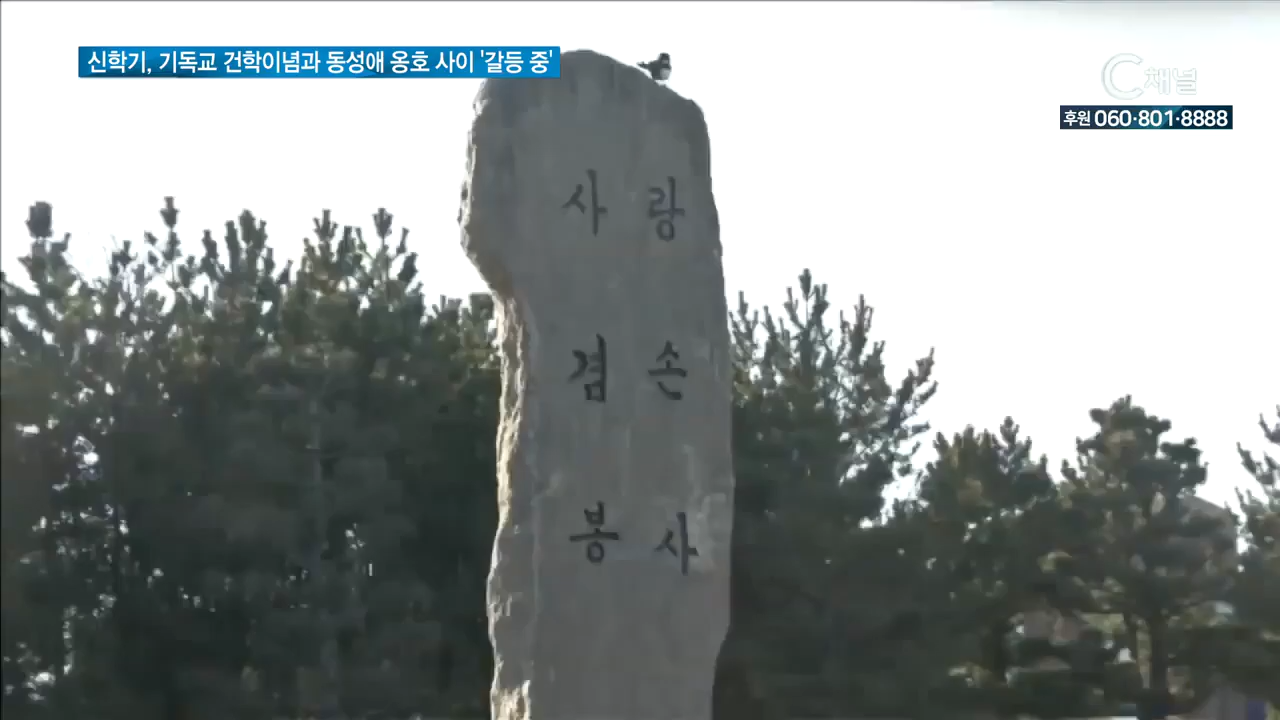 신학기, 기독교 건학이념과 동성애 옹호 사이 '갈등 중'
C채널
후원 060·801·8888
사랑
겸손
봉사